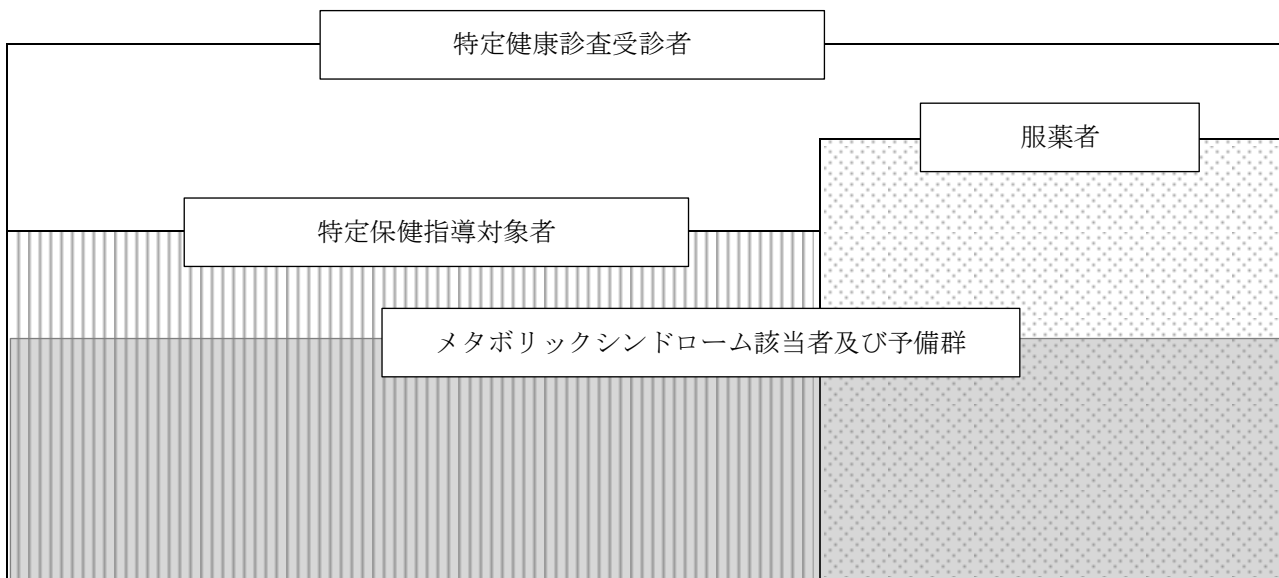 特定健康診査受診者
服薬者
特定保健指導対象者
メタボリックシンドローム該当者及び予備群